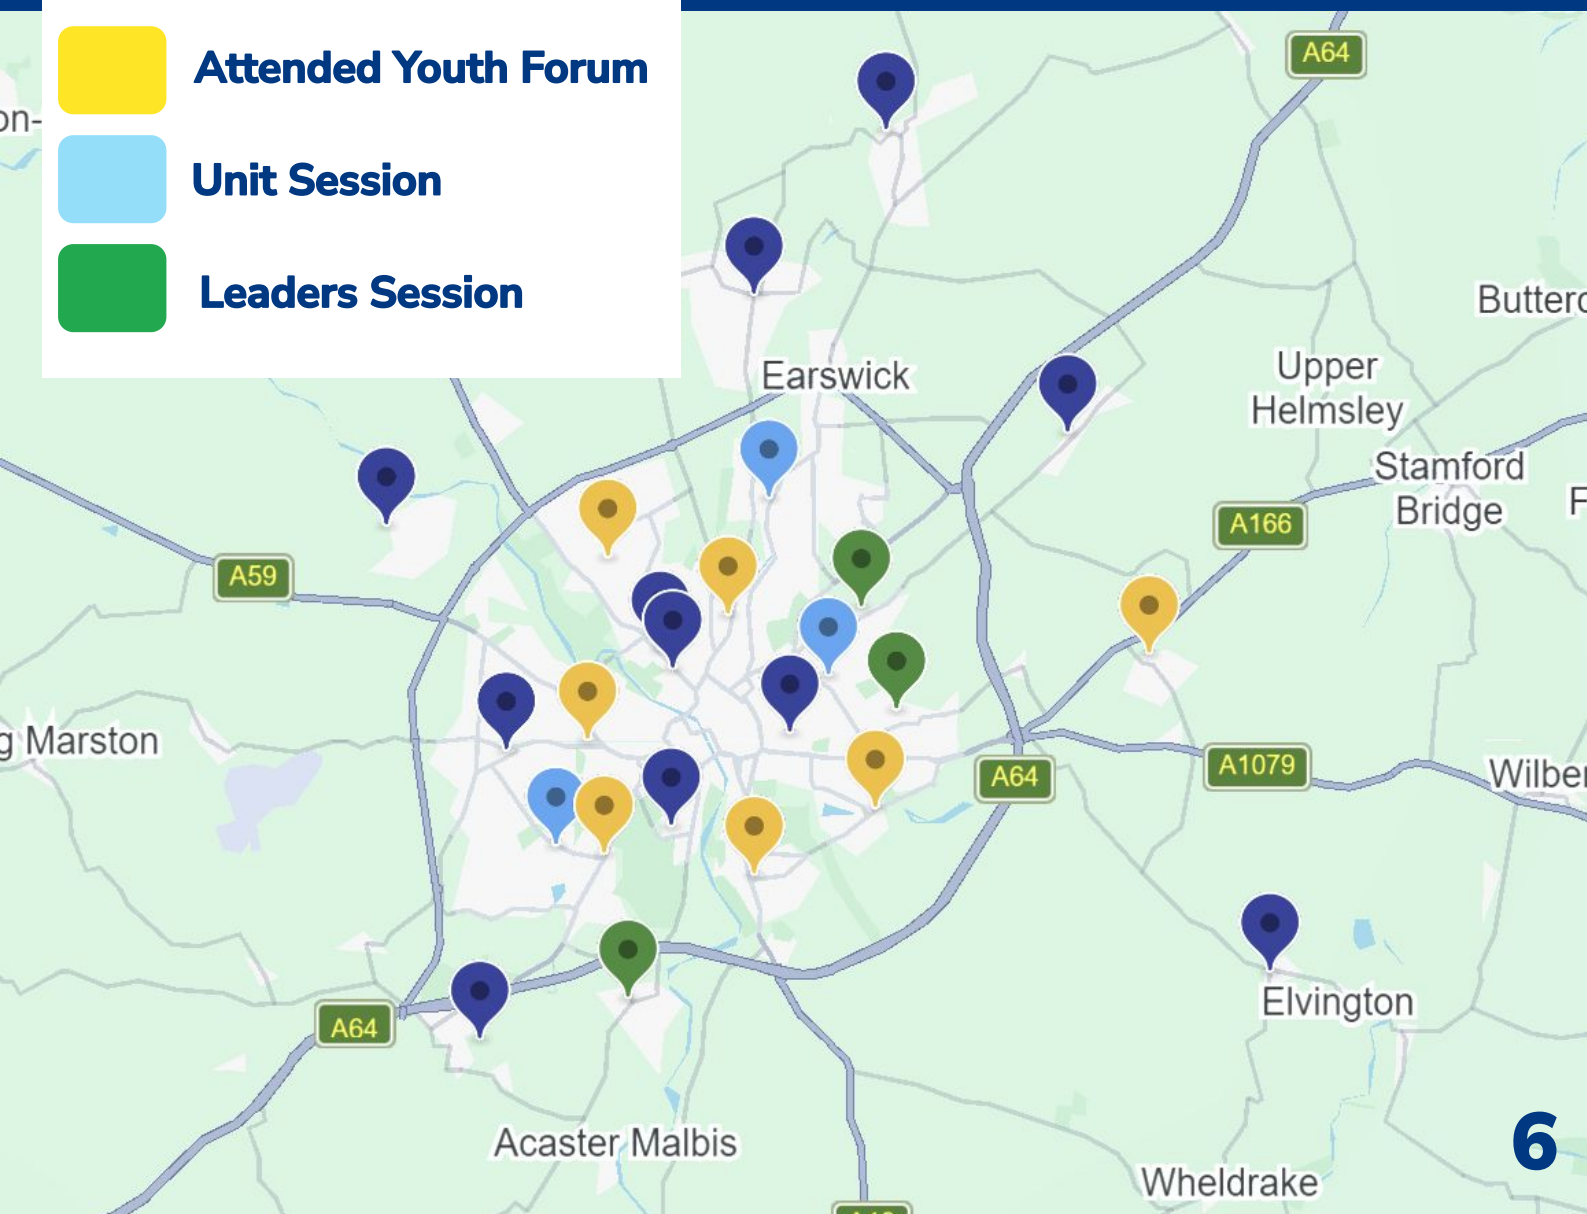 Attended Youth Forum
Unit Session
Leaders Session
A64
on-
Butterc
Earswick
Upper
Helmsley
Stamford
Bridge
F
A166
A59
g Marston
A64
A1079
Wilber
Elvington
A64
Acaster Malbis
6
Wheldrake